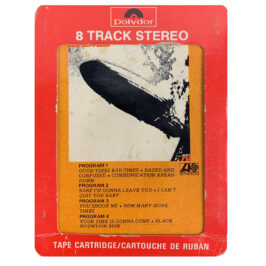 polydor
8 TRACK STEREO
PROGRAM 1
GOOD TIMES BAD TIMES • DAZED AND
CONFUSED • COMMUNICATION BREAK-
DOWN
PROGRAM 2
BABE I'M GONNA LEAVE YOU • I CAN'T
QUIT YOU BABY
PROGRAM 3
YOU SHOOK ME • HOW MANY MORE
TIMES
PROGRAM 4
YOUR TIME IS GONNA COME • BLACK
MOUNTAIN SIDE
TAPE CARTRIDGE/CARTOUCHE DE RUBAN